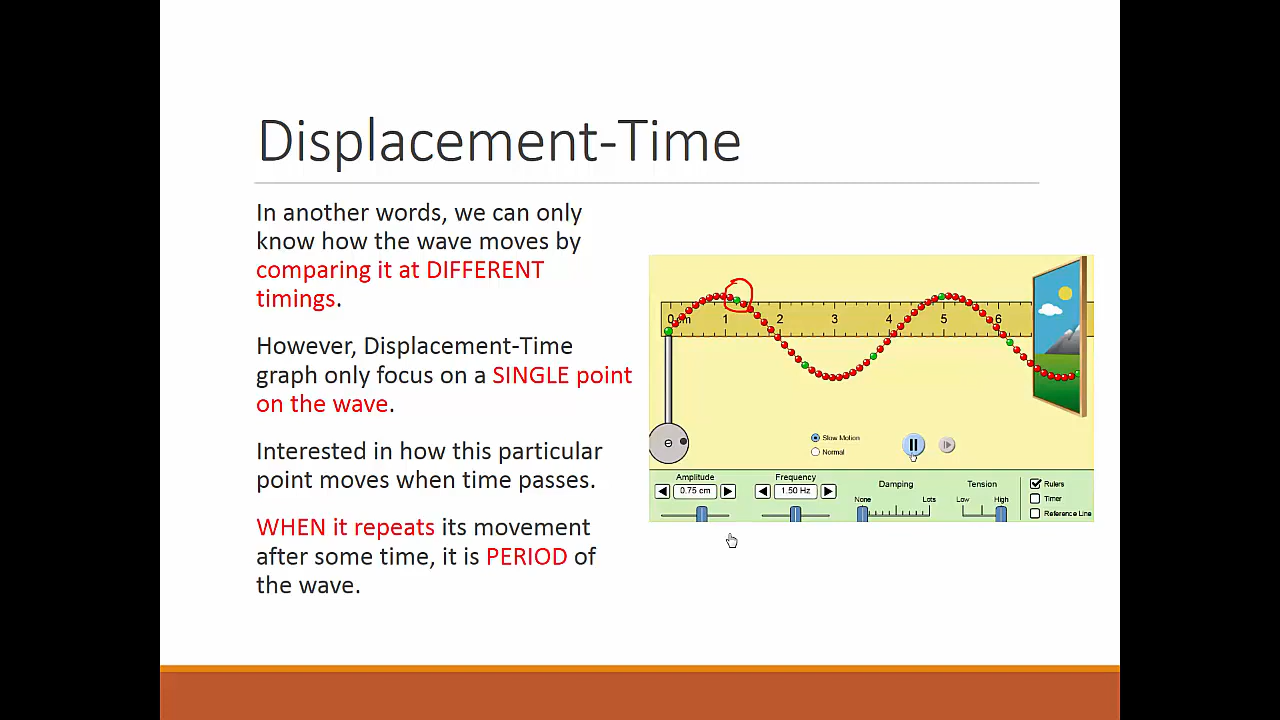 Displacement-Time
In another words, we can only
know how the wave moves by
comparing it at DIFFERENT
timings.
However, Displacement-Time
graph only focus on a SINGLE point
on the wave.
Interested in how this particular
point moves when time passes.
WHEN it repeats its movement
after some time, it is PERIOD of
the wave.
0 cm 1 2 3 4 5 6
Slow Motion
Normal
Amplitude Frequency Damping Tension
0.75 cm 1.50 Hz
None Lots Low High
Rulers
Timer
Reference Line